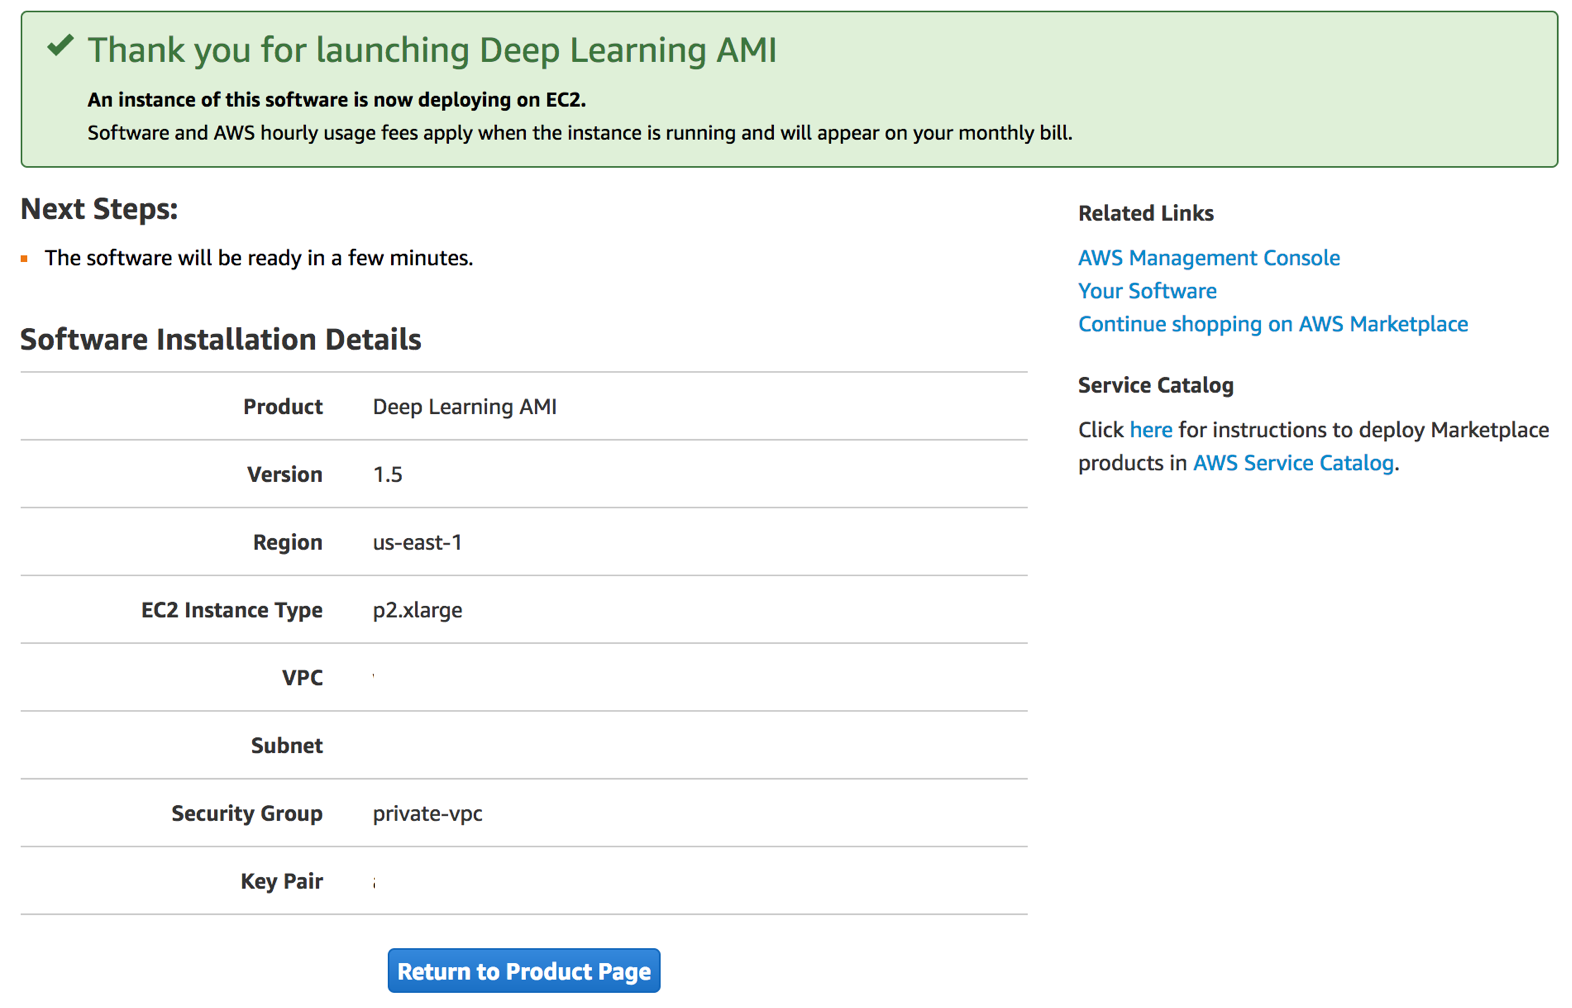 Thank you for launching Deep Learning AMI
An instance of this software is now deploying on EC2.
Software and AWS hourly usage fees apply when the instance is running and will appear on your monthly bill.
Next Steps:
The software will be ready in a few minutes.
Software Installation Details
Product Deep Learning AMI
Version 1.5
Region us-east-1
EC2 Instance Type p2.xlarge
VPC
Subnet
Security Group private-vpc
Key Pair
Return to Product Page
Related Links
AWS Management Console
Your Software
Continue shopping on AWS Marketplace
Service Catalog
Click here for instructions to deploy Marketplace
products in AWS Service Catalog.